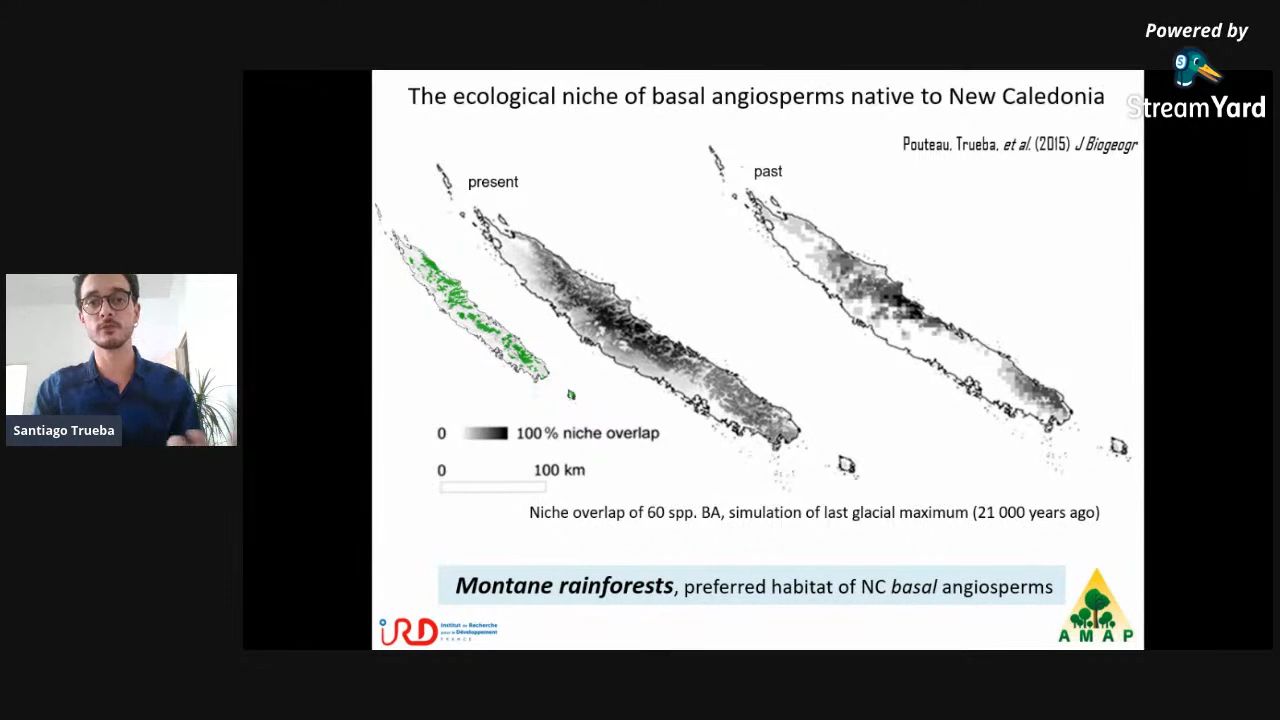 Powered by
StreamYard
The ecological niche of basal angiosperms native to New Caledonia
Pouteau, Trueba, et al. (2015) J Biogeogr
present
past
0 100 % niche overlap
0 100 km
Niche overlap of 60 spp. BA, simulation of last glacial maximum (21 000 years ago)
Montane rainforests, preferred habitat of NC basal angiosperms
IRD
Institut de Recherche
pour le Développement
FRANCE
AMAP
Santiago Trueba